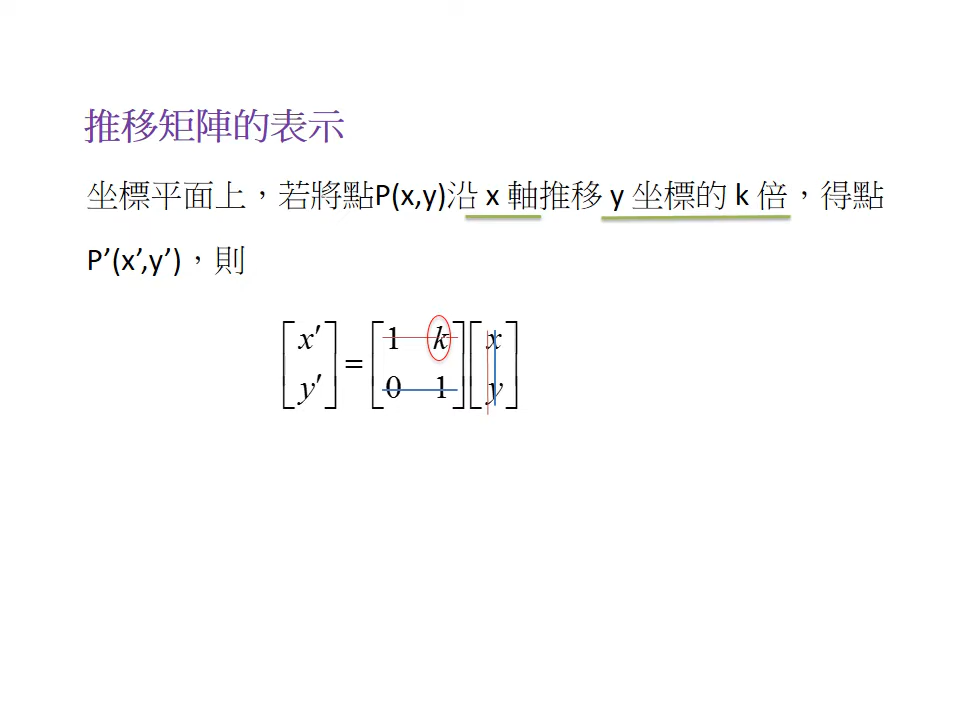 推移矩陣的表示
坐標平面上，若將點P(x,y)沿 x 軸推移 y 坐標的 k 倍，得點
P’(x’,y’)，則
[x′ y′] = [1 k 0 1][x y]